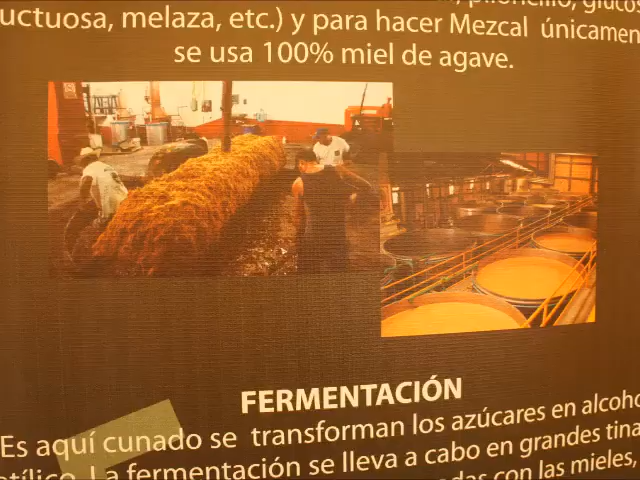 uctuosa, melaza, etc.) y para hacer Mezcal únicamen
se usa 100% miel de agave.
FERMENTACIÓN
Es aquí cunado se transforman los azúcares en alcoho
La fermentación se lleva a cabo en grandes tina
con las mieles,